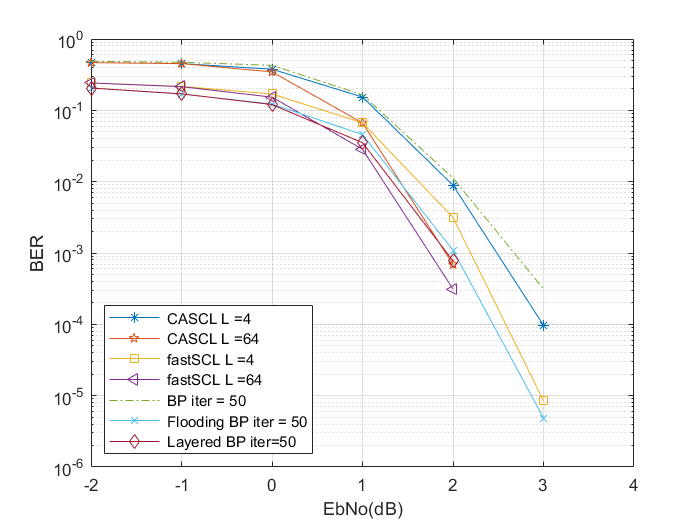 10^0
10^-1
10^-2
10^-3
10^-4
10^-5
10^-6
BER
CASCL L =4
CASCL L =64
fastSCL L =4
fastSCL L =64
BP iter = 50
Flooding BP iter = 50
Layered BP iter=50
-2 -1 0 1 2 3 4
EbNo(dB)